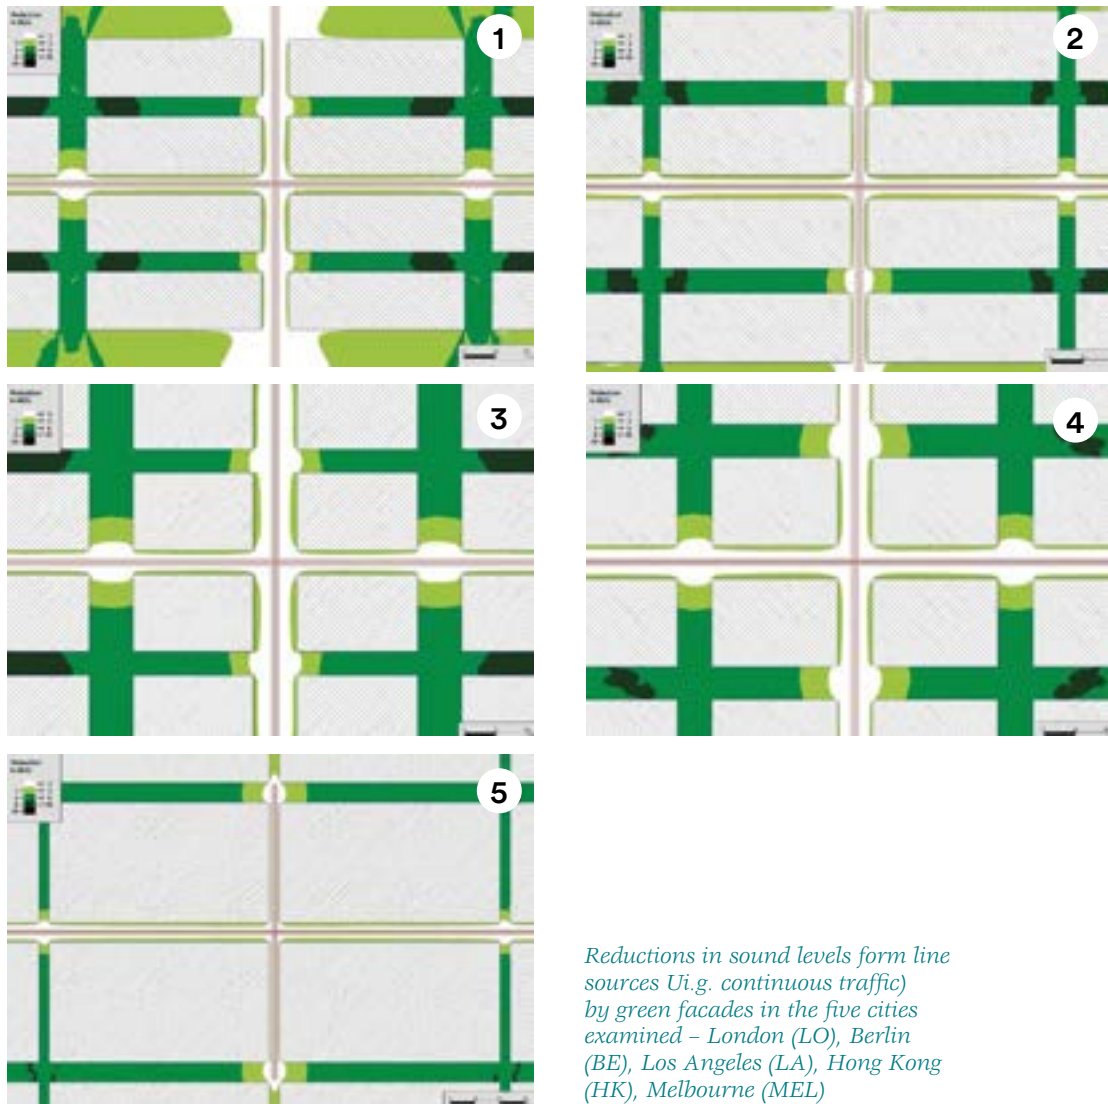 1
2
3
4
5
Reductions in sound levels form line
sources Ui.g. continuous traffic)
by green facades in the five cities
examined – London (LO), Berlin
(BE), Los Angeles (LA), Hong Kong
(HK), Melbourne (MEL)